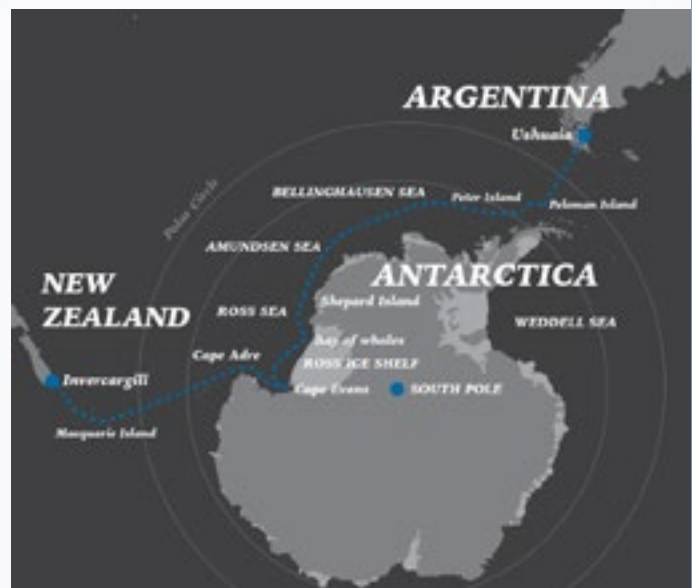 ARGENTINA
Ushuaia
BELLINGHAUSEN SEA
Peter Island
Peleman Island
Polar Circle
AMUNDSEN SEA
ANTARCTICA
NEW
ZEALAND
Shepard Island
ROSS SEA
WEDDELL SEA
Bay of whales
Cape Adre
ROSS ICE SHELF
Invercargill
Cape Evans
SOUTH POLE
Macquarie Island